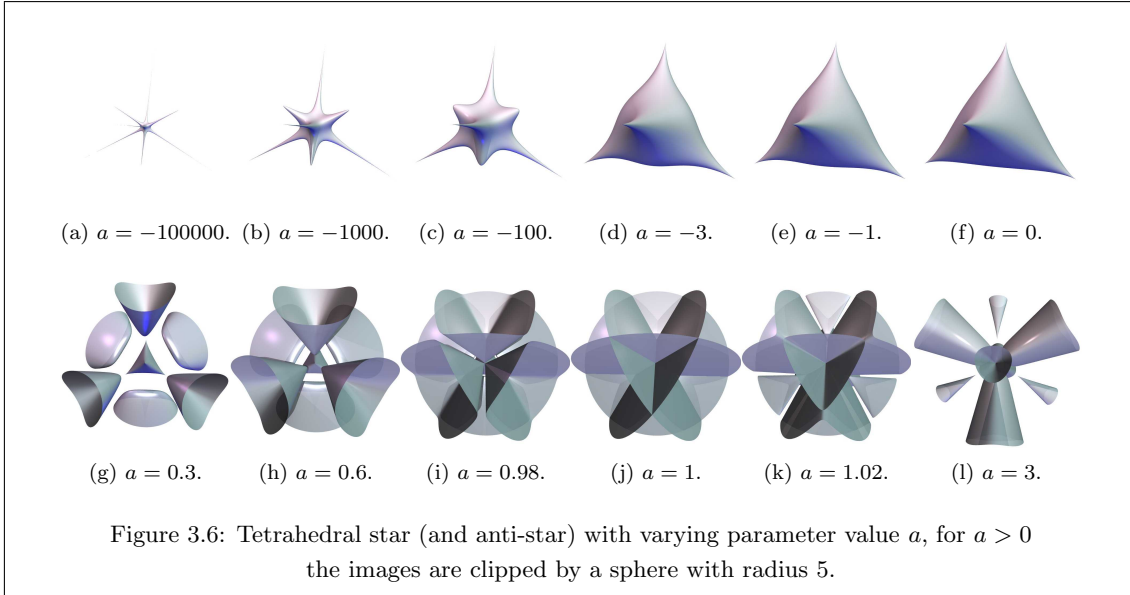 (a) a = −100000. (b) a = −1000. (c) a = −100. (d) a = −3. (e) a = −1. (f) a = 0.
(g) a = 0.3. (h) a = 0.6. (i) a = 0.98. (j) a = 1. (k) a = 1.02. (l) a = 3.
Figure 3.6: Tetrahedral star (and anti-star) with varying parameter value a, for a > 0
the images are clipped by a sphere with radius 5.